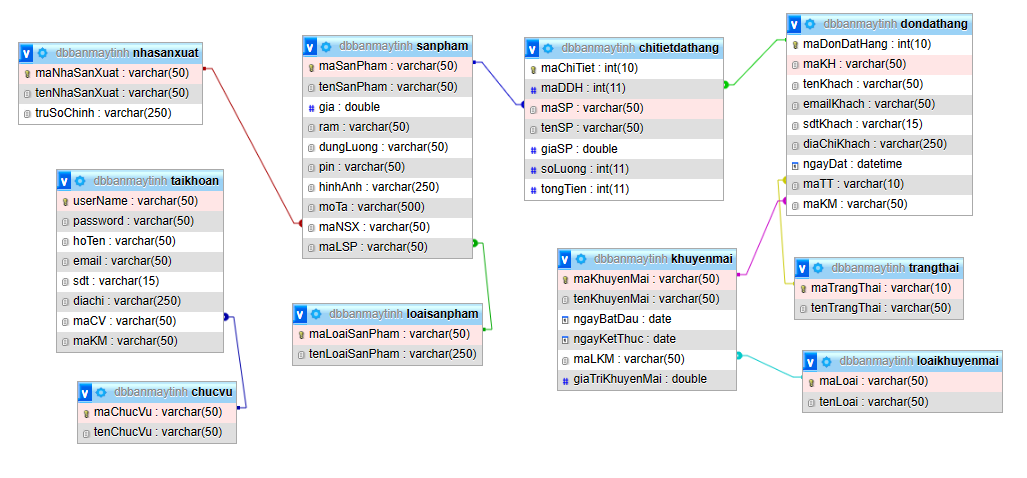 dbbanmaytinh nhasanxuat
maNhaSanXuat : varchar(50)
tenNhaSanXuat : varchar(50)
truSoChinh : varchar(250)
dbbanmaytinh sanpham
maSanPham : varchar(50)
tenSanPham : varchar(50)
gia : double
ram : varchar(50)
dungLuong : varchar(50)
pin : varchar(50)
hinhAnh : varchar(250)
moTa : varchar(500)
maNSX : varchar(50)
maLSP : varchar(50)
dbbanmaytinh chitietdathang
maChiTiet : int(10)
maDDH : int(11)
maSP : varchar(50)
tenSP : varchar(50)
giaSP : double
soLuong : int(11)
tongTien : int(11)
dbbanmaytinh dondathang
maDonDatHang : int(10)
maKH : varchar(50)
tenKhach : varchar(50)
emailKhach : varchar(50)
sdtKhach : varchar(15)
diaChiKhach : varchar(250)
ngayDat : datetime
maTT : varchar(10)
maKM : varchar(50)
dbbanmaytinh taikhoan
userName : varchar(50)
password : varchar(50)
hoTen : varchar(50)
email : varchar(50)
sdt : varchar(15)
diachi : varchar(250)
maCV : varchar(50)
maKM : varchar(50)
dbbanmaytinh loaisanpham
maLoaiSanPham : varchar(50)
tenLoaiSanPham : varchar(250)
dbbanmaytinh khuyenmai
maKhuyenMai : varchar(50)
tenKhuyenMai : varchar(50)
ngayBatDau : date
ngayKetThuc : date
maLKM : varchar(50)
giaTriKhuyenMai : double
dbbanmaytinh trangthai
maTrangThai : varchar(10)
tenTrangThai : varchar(50)
dbbanmaytinh chucvu
maChucVu : varchar(50)
tenChucVu : varchar(50)
dbbanmaytinh loaikhuyenmai
maLoai : varchar(50)
tenLoai : varchar(50)